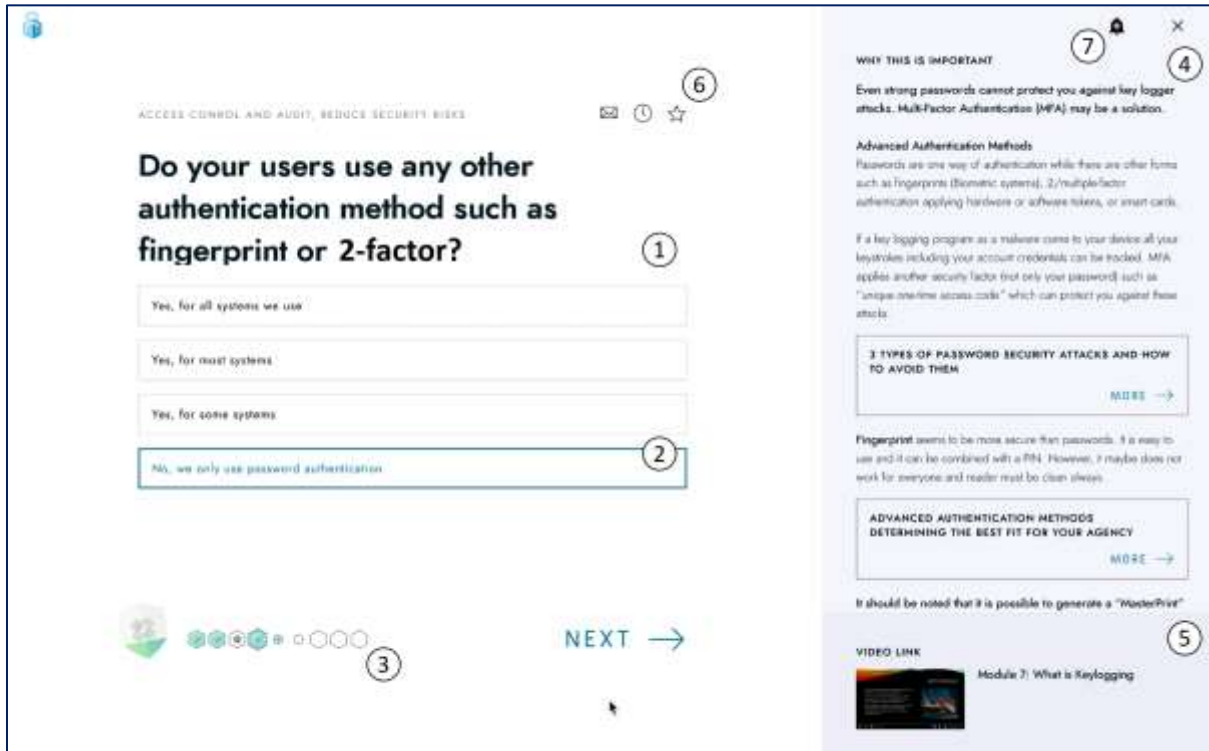 7
4
6
ACCESS CONROL AND AUDIT, REDUCE SECURITY RISKS
Do your users use any other
authentication method such as
fingerprint or 2-factor?
1
Yes, for all systems we use
Yes, for most systems
Yes, for some systems
No, we only use password authentication
2
3
NEXT
WHY THIS IS IMPORTANT
Even strong passwords cannot protect you against key logger
attacks. Multi-Factor Authentication (MFA) may be a solution.
Advanced Authentication Methods
Passwords are one way of authentication while there are other forms
such as fingerprints (Biometric systems), 2/multiple-factor
authentication applying hardware or software tokens, or smart cards.
If a key logging program as a malware come to your device all your
keystrokes including your account credentials can be tracked. MFA
applies another security factor (not only your password) such as
"unique one-time access code" which can protect you against these
attacks.
3 TYPES OF PASSWORD SECURITY ATTACKS AND HOW
TO AVOID THEM
MORE
Fingerprint seems to be more secure than passwords. It is easy to
use and it can be combined with a PIN. However, it maybe does not
work for everyone and reader must be clean always.
ADVANCED AUTHENTICATION METHODS
DETERMINING THE BEST FIT FOR YOUR AGENCY
MORE
It should be noted that it is possible to generate a "MasterPrint"
5
VIDEO LINK
Module 7: What is Keylogging